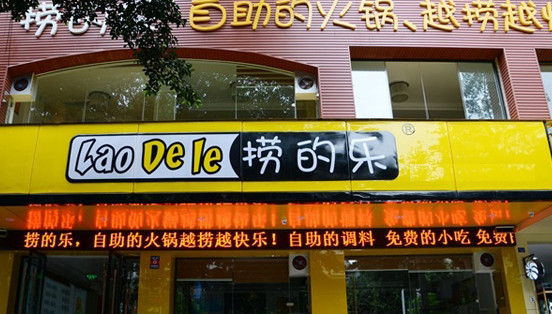 自助的火锅、越捞越
Lao De le 捞的乐 ®
捞的乐，自助的火锅越捞越快乐！自助的调料 免费的小吃 免费